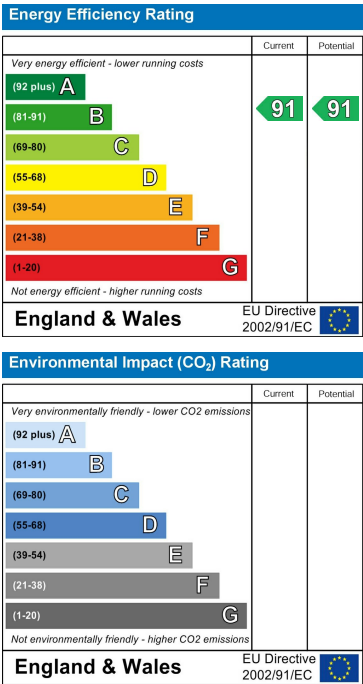 Energy Efficiency Rating
Current Potential
Very energy efficient - lower running costs
(92 plus) A
(81-91) B 91 91
(69-80) C
(55-68) D
(39-54) E
(21-38) F
(1-20) G
Not energy efficient - higher running costs
England & Wales EU Directive
2002/91/EC
Environmental Impact (CO₂) Rating
Current Potential
Very environmentally friendly - lower CO2 emissions
(92 plus) A
(81-91) B
(69-80) C
(55-68) D
(39-54) E
(21-38) F
(1-20) G
Not environmentally friendly - higher CO2 emissions
England & Wales EU Directive
2002/91/EC